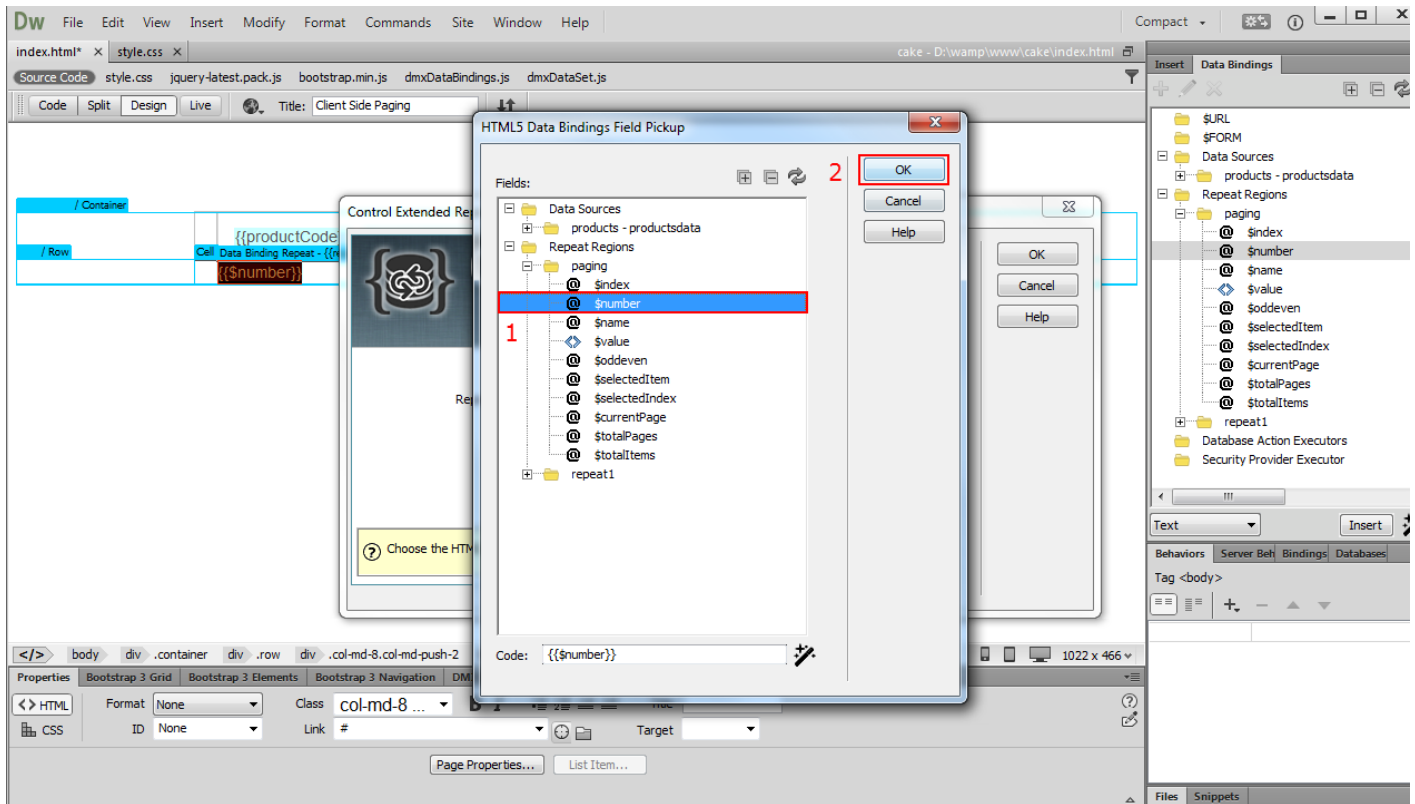 Dw File Edit View Insert Modify Format Commands Site Window Help Compact
index.html* × style.css × cake - D:\wamp\www\cake\index.html
Source Code style.css jquery-latest.pack.js bootstrap.min.js dmxDataBindings.js dmxDataSet.js
Code Split Design Live Title: Client Side Paging
/ Container
{{productCode
/ Row Cell Data Binding Repeat - {{re
{{$number}}
Control Extended Rep
Rep
Choose the HTM
OK
Cancel
Help
HTML5 Data Bindings Field Pickup
Fields:
Data Sources
products - productsdata
Repeat Regions
paging
$index
$number
$name
$value
$oddeven
$selectedItem
$selectedIndex
$currentPage
$totalPages
$totalItems
repeat1
1
2
OK
Cancel
Help
Code: {{$number}}
Insert Data Bindings
$URL
$FORM
Data Sources
products - productsdata
Repeat Regions
paging
$index
$number
$name
$value
$oddeven
$selectedItem
$selectedIndex
$currentPage
$totalPages
$totalItems
repeat1
Database Action Executors
Security Provider Executor
Text Insert
Behaviors Server Beh Bindings Databases
Tag <body>
</> body div .container div .row div .col-md-8.col-md-push-2 1022 x 466
Properties Bootstrap 3 Grid Bootstrap 3 Elements Bootstrap 3 Navigation DM
<> HTML Format None Class col-md-8 ... B I
CSS ID None Link # Target
Page Properties... List Item...
Files Snippets